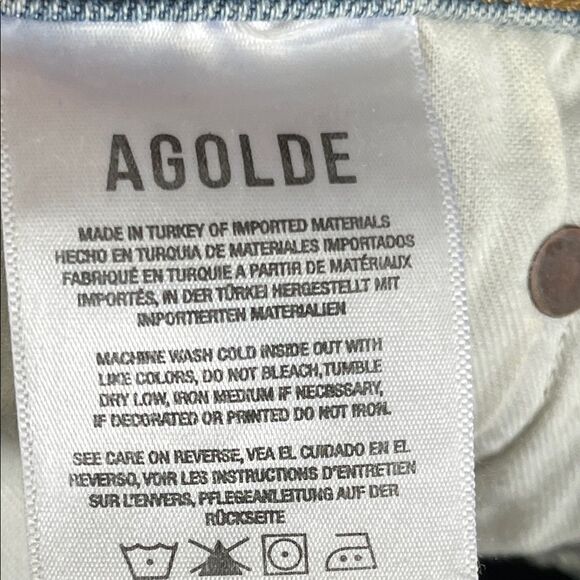 AGOLDE
MADE IN TURKEY OF IMPORTED MATERIALS
HECHO EN TURQUIA DE MATERIALES IMPORTADOS
FABRIQUÉ EN TURQUIE A PARTIR DE MATÉRIAUX
IMPORTÉS, IN DER TÜRKEI HERGESTELLT MIT
IMPORTIERTEN MATERIALIEN
MACHINE WASH COLD INSIDE OUT WITH
LIKE COLORS, DO NOT BLEACH, TUMBLE
DRY LOW, IRON MEDIUM IF NECESSARY,
IF DECORATED OR PRINTED DO NOT IRON.
SEE CARE ON REVERSE, VEA EL CUIDADO EN EL
REVERSO, VOIR LES INSTRUCTIONS D'ENTRETIEN
SUR L'ENVERS, PFLEGEANLEITUNG AUF DER
RÜCKSEITE